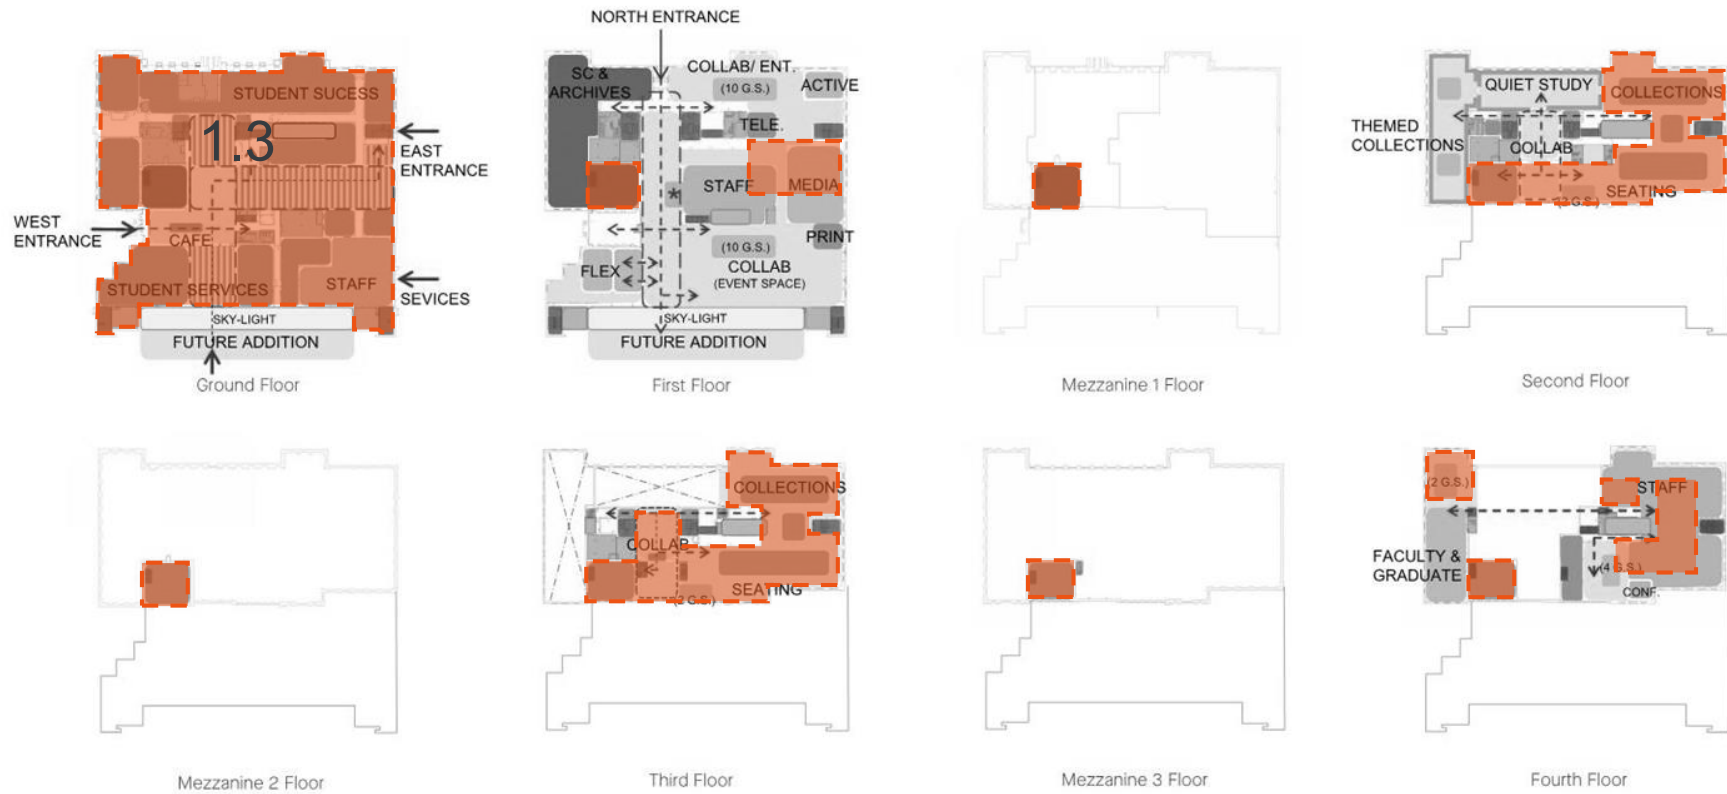 NORTH ENTRANCE
STUDENT SUCESS
1.3
EAST
ENTRANCE
WEST
ENTRANCE
CAFE
STUDENT SERVICES
STAFF
SEVICES
SKY-LIGHT
FUTURE ADDITION
Ground Floor
SC &
ARCHIVES
COLLAB/ ENT.
(10 G.S.)
ACTIVE
TELE.
STAFF
MEDIA
*
PRINT
(10 G.S.)
FLEX
COLLAB
(EVENT SPACE)
SKY-LIGHT
FUTURE ADDITION
First Floor
Mezzanine 1 Floor
QUIET STUDY
COLLECTIONS
THEMED
COLLECTIONS
COLLAB
SEATING
(2 G.S.)
Second Floor
Mezzanine 2 Floor
COLLECTIONS
COLLAB
SEATING
(2 G.S.)
Third Floor
Mezzanine 3 Floor
(2 G.S.)
STAFF
FACULTY &
GRADUATE
(4 G.S.)
CONF.
Fourth Floor